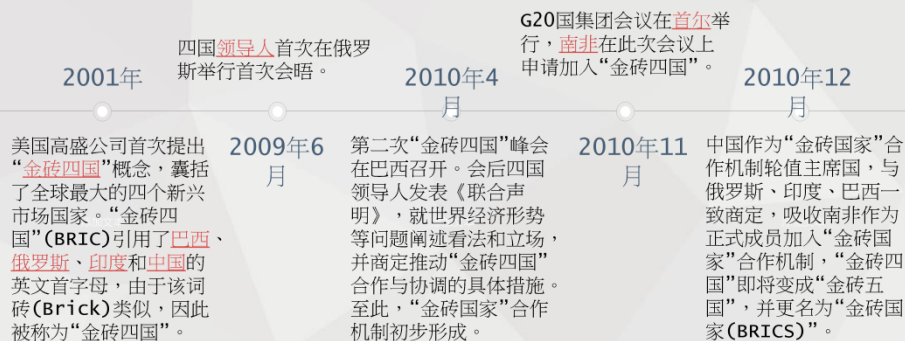 2001年
美国高盛公司首次提出
“金砖四国”概念，囊括
了全球最大的四个新兴
市场国家。“金砖四
国”(BRIC)引用了巴西、
俄罗斯、印度和中国的
英文首字母，由于该词
砖(Brick)类似，因此
被称为“金砖四国”。
四国领导人首次在俄罗
斯举行首次会晤。
2009年6
月
2010年4
月
第二次“金砖四国”峰会
在巴西召开。会后四国
领导人发表《联合声
明》，就世界经济形势
等问题阐述看法和立场，
并商定推动“金砖四国”
合作与协调的具体措施。
至此，“金砖国家”合作
机制初步形成。
G20国集团会议在首尔举
行，南非在此次会议上
申请加入“金砖四国”。
2010年11
月
2010年12
月
中国作为“金砖国家”合
作机制轮值主席国，与
俄罗斯、印度、巴西一
致商定，吸收南非作为
正式成员加入“金砖国
家”合作机制，“金砖四
国”即将变成“金砖五
国”，并更名为“金砖国
家(BRICS)”。